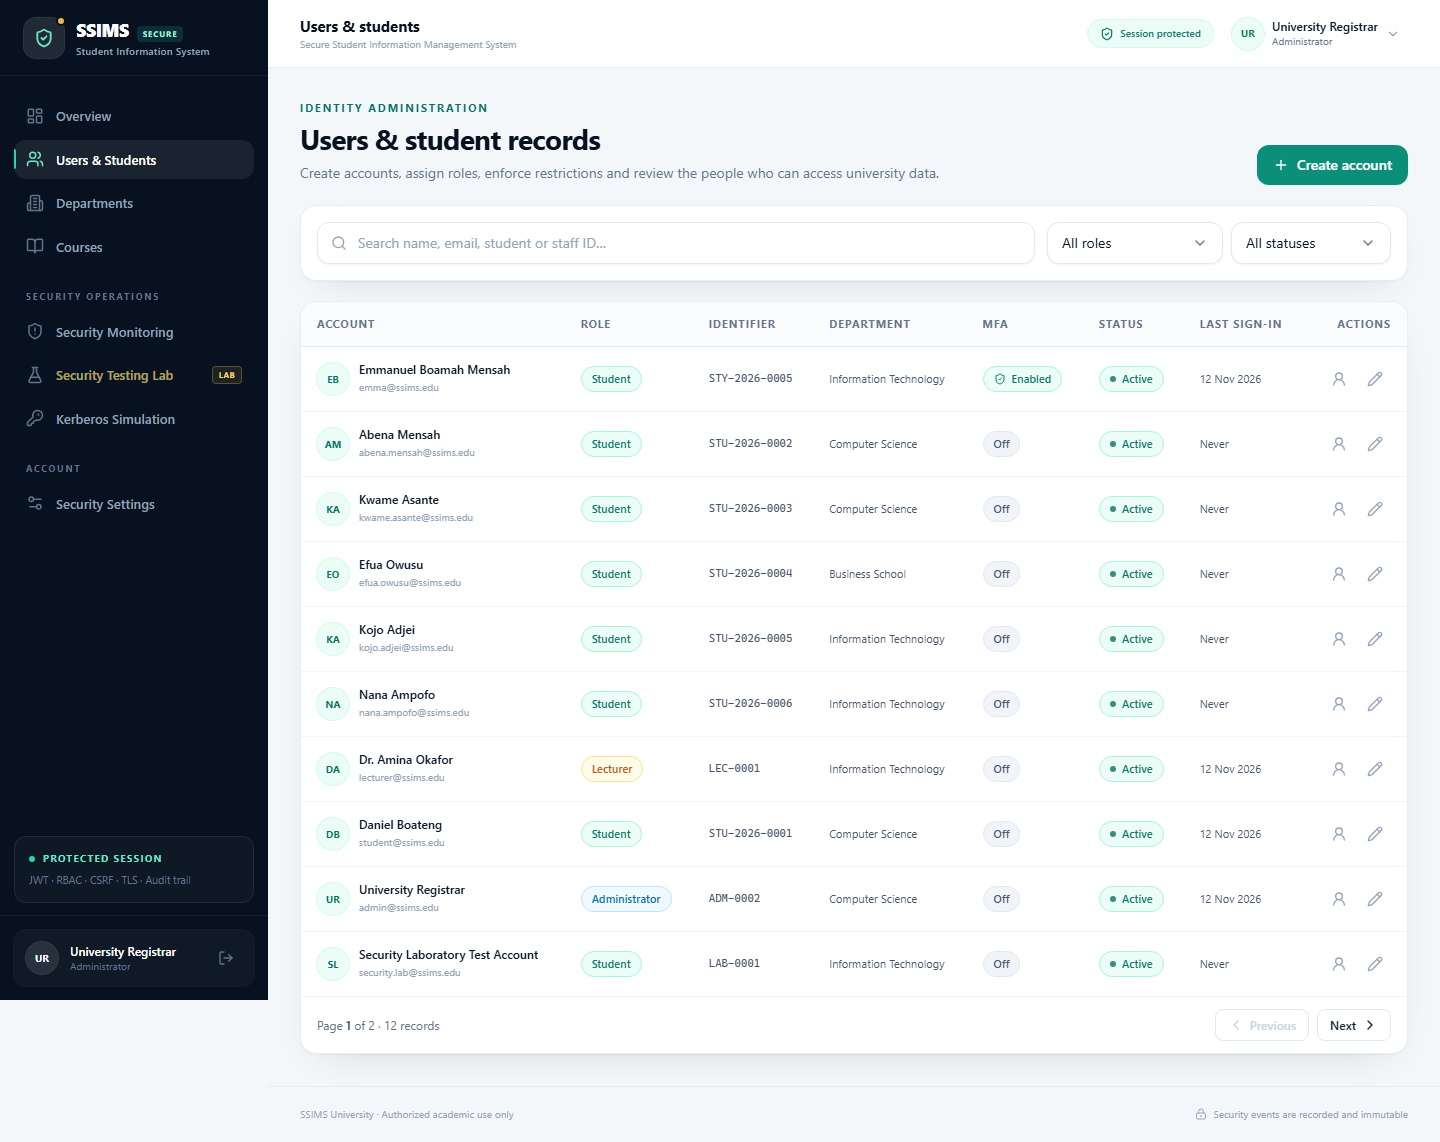 SSIMS SECURE
Student Information System
Overview
Users & Students
Departments
Courses
SECURITY OPERATIONS
Security Monitoring
Security Testing Lab LAB
Kerberos Simulation
ACCOUNT
Security Settings
PROTECTED SESSION
JWT · RBAC · CSRF · TLS · Audit trail
UR University Registrar
Administrator
Users & students
Secure Student Information Management System
Session protected
UR University Registrar
Administrator
IDENTITY ADMINISTRATION
Users & student records
Create accounts, assign roles, enforce restrictions and review the people who can access university data.
+ Create account
Search name, email, student or staff ID...
All roles
All statuses
ACCOUNT ROLE IDENTIFIER DEPARTMENT MFA STATUS LAST SIGN-IN ACTIONS
EB Emmanuel Boamah Mensah Student STY-2026-0005 Information Technology Enabled Active 12 Nov 2026
emma@ssims.edu
AM Abena Mensah Student STU-2026-0002 Computer Science Off Active Never
abena.mensah@ssims.edu
KA Kwame Asante Student STU-2026-0003 Computer Science Off Active Never
kwame.asante@ssims.edu
EO Efua Owusu Student STU-2026-0004 Business School Off Active Never
efua.owusu@ssims.edu
KA Kojo Adjei Student STU-2026-0005 Information Technology Off Active Never
kojo.adjei@ssims.edu
NA Nana Ampofo Student STU-2026-0006 Information Technology Off Active Never
nana.ampofo@ssims.edu
DA Dr. Amina Okafor Lecturer LEC-0001 Information Technology Off Active 12 Nov 2026
lecturer@ssims.edu
DB Daniel Boateng Student STU-2026-0001 Computer Science Off Active 12 Nov 2026
student@ssims.edu
UR University Registrar Administrator ADM-0002 Computer Science Off Active 12 Nov 2026
admin@ssims.edu
SL Security Laboratory Test Account Student LAB-0001 Information Technology Off Active Never
security.lab@ssims.edu
Page 1 of 2 · 12 records
Previous
Next
SSIMS University · Authorized academic use only
Security events are recorded and immutable